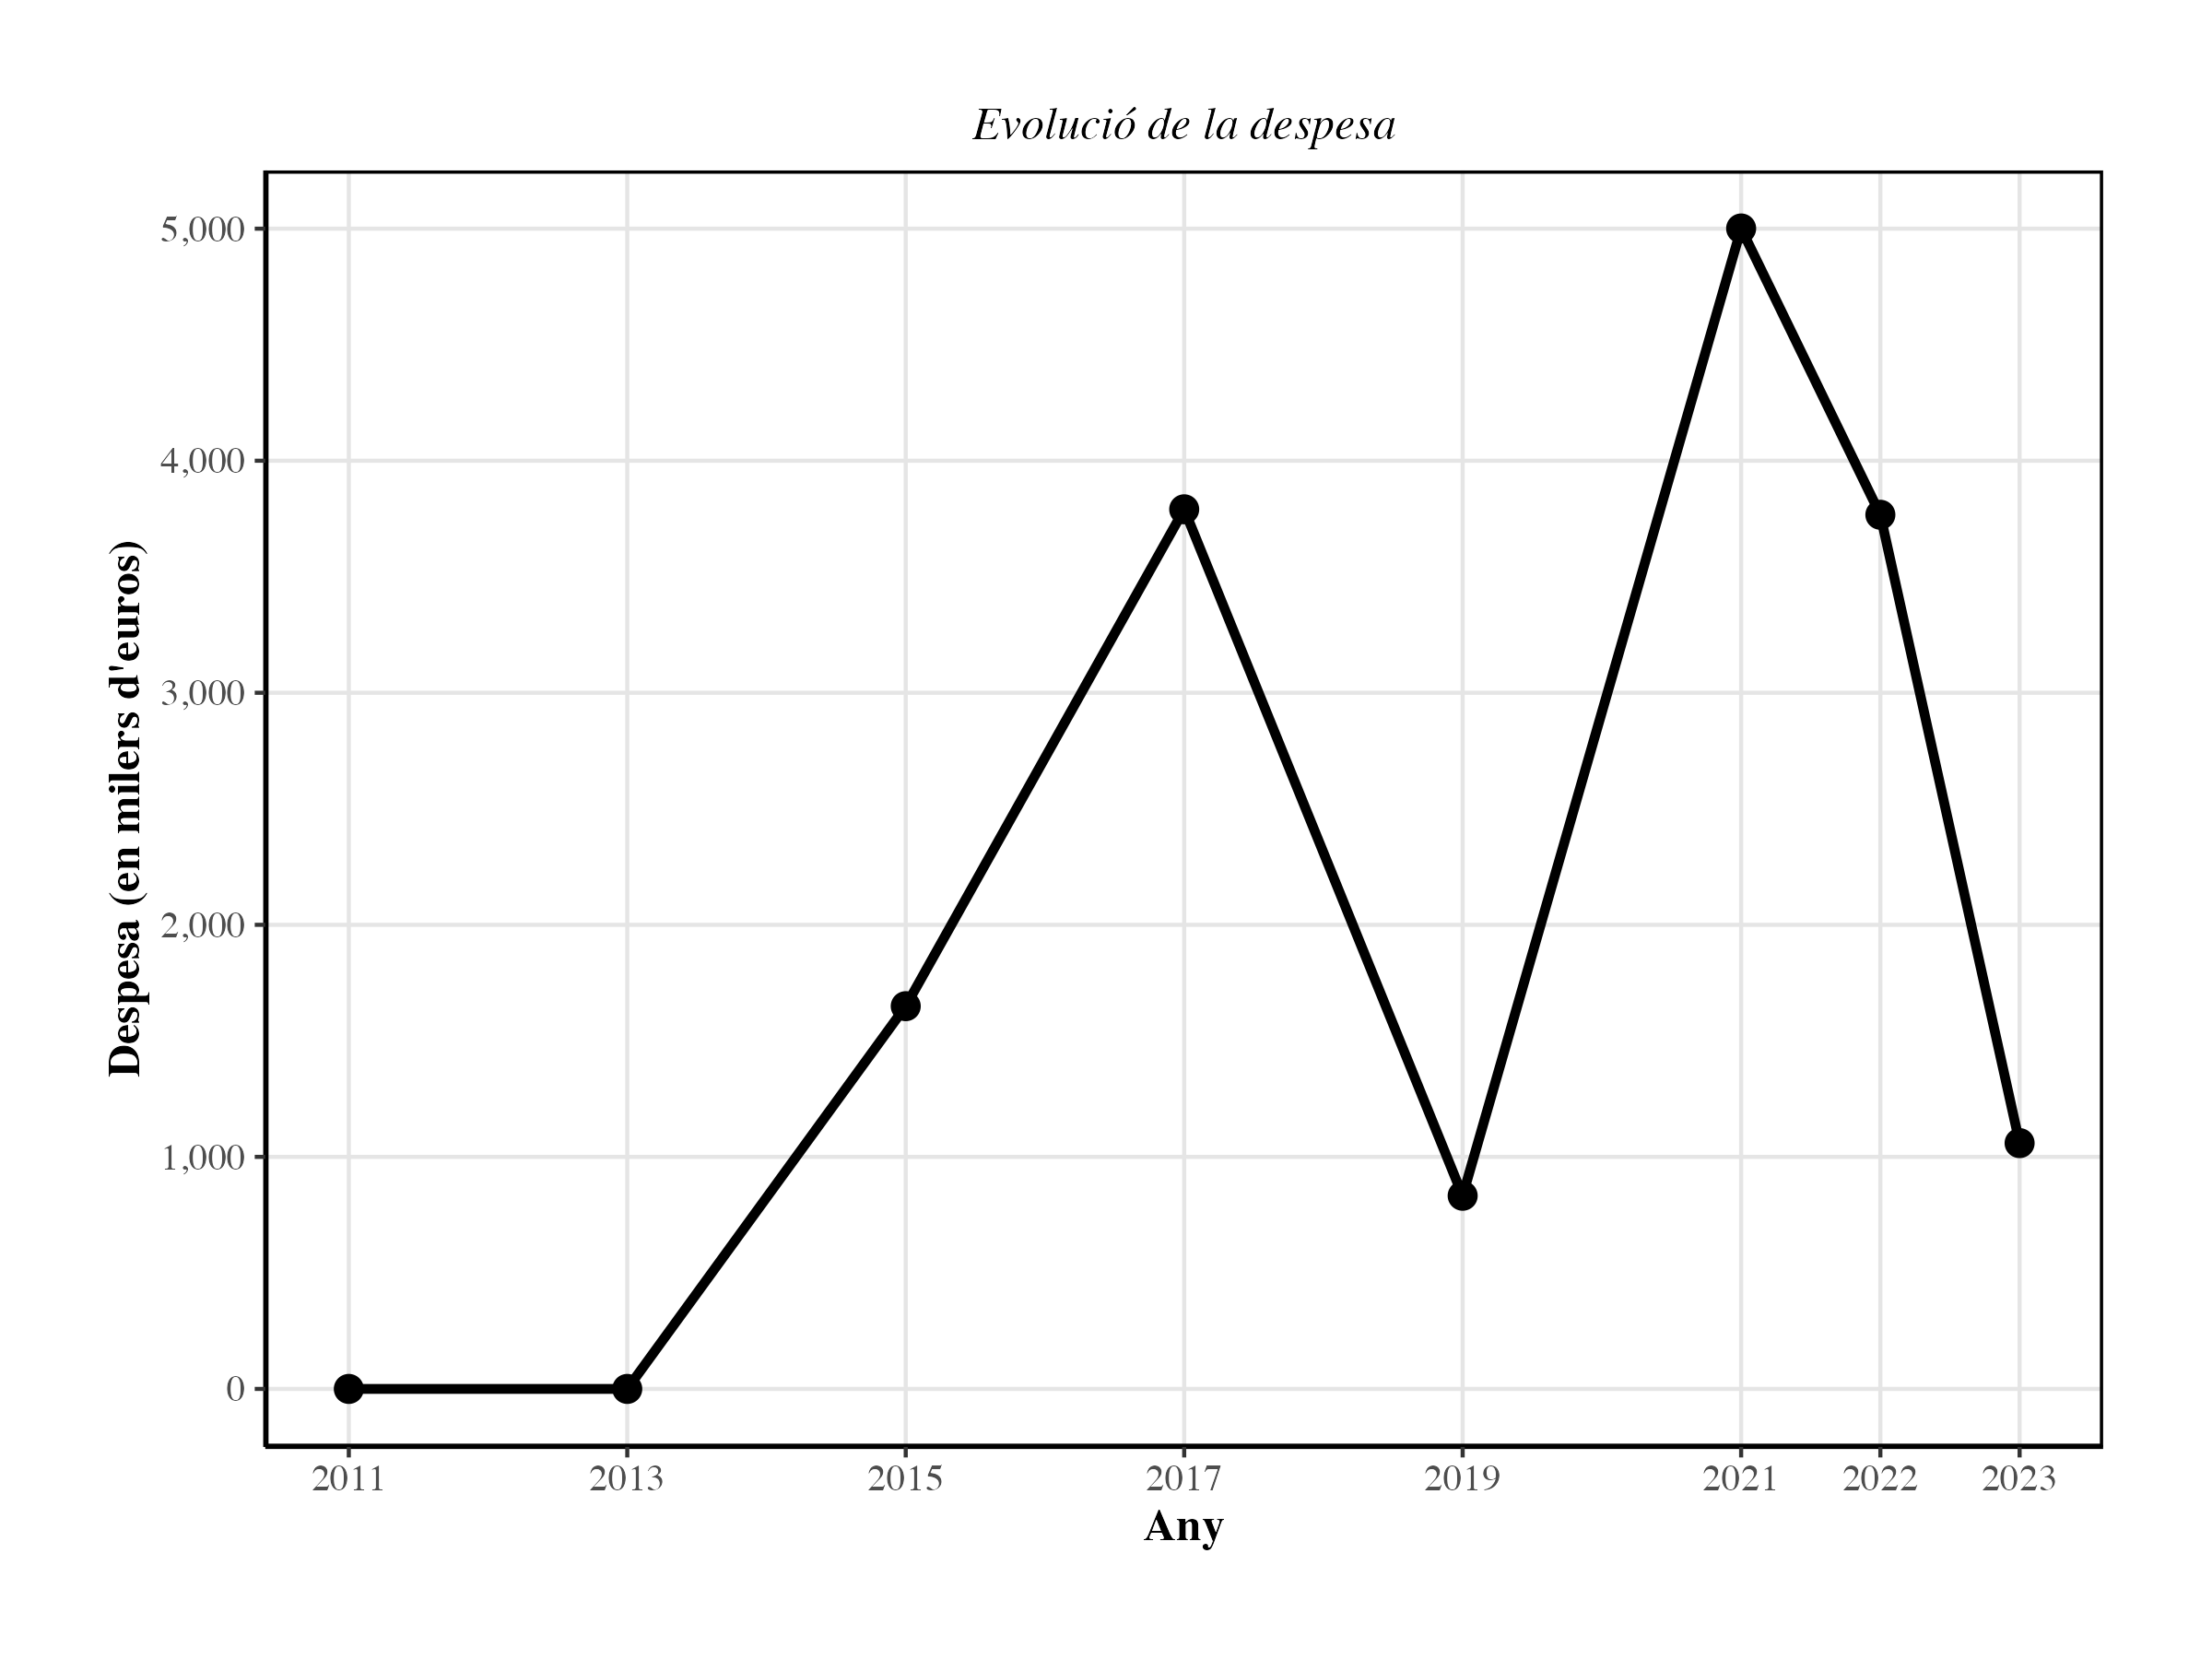 Evolució de la despesa
Despesa (en milers d'euros)
5,000
4,000
3,000
2,000
1,000
0
2011 2013 2015 2017 2019 2021 2022 2023
Any